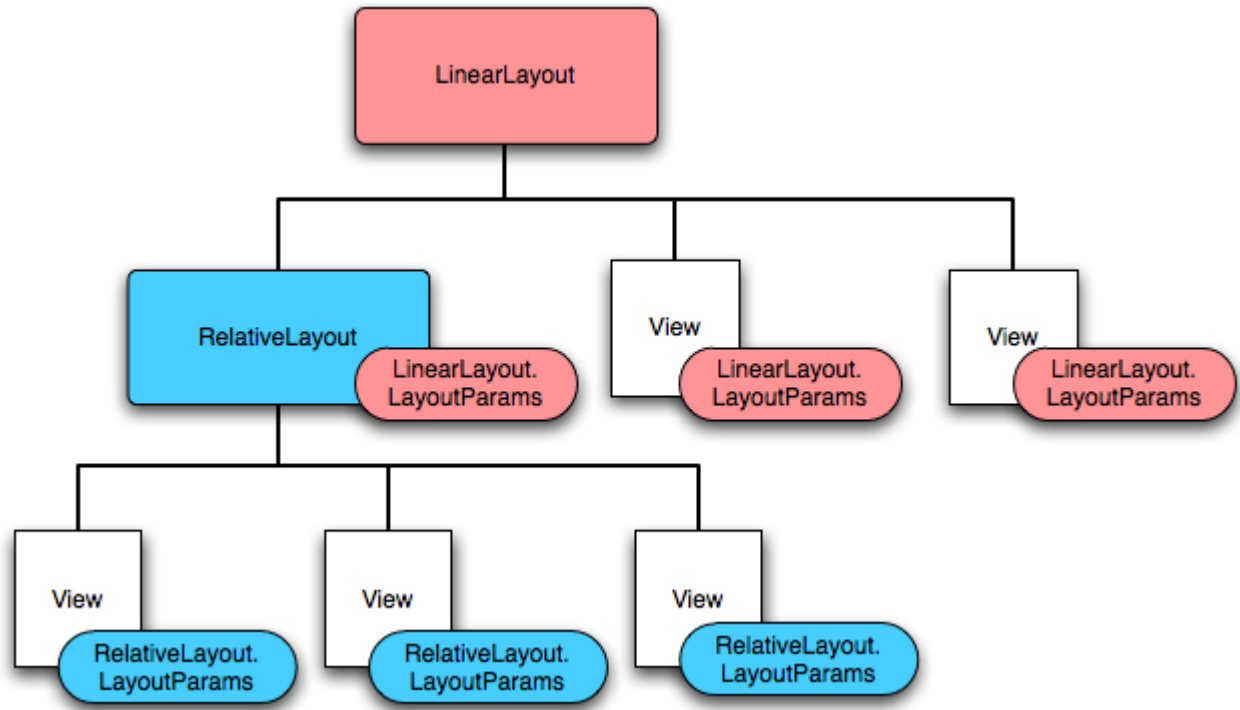 LinearLayout
RelativeLayout
LinearLayout.
LayoutParams
View
LinearLayout.
LayoutParams
View
LinearLayout.
LayoutParams
View
RelativeLayout.
LayoutParams
View
RelativeLayout.
LayoutParams
View
RelativeLayout.
LayoutParams